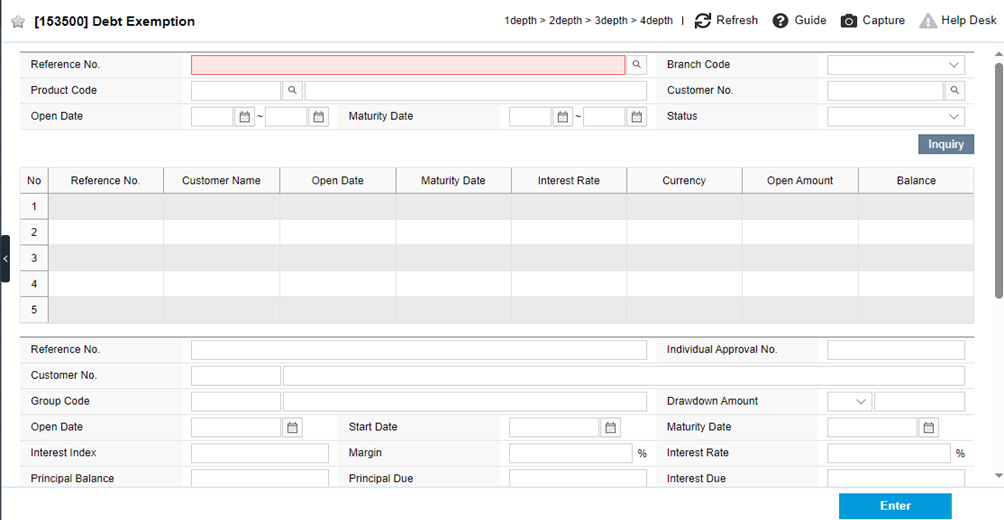 [153500] Debt Exemption 1depth > 2depth > 3depth > 4depth | Refresh Guide Capture Help Desk
Reference No. Branch Code
Product Code Customer No.
Open Date ~ Maturity Date ~ Status
Inquiry
No Reference No. Customer Name Open Date Maturity Date Interest Rate Currency Open Amount Balance
1
2
3
4
5
Reference No. Individual Approval No.
Customer No.
Group Code Drawdown Amount
Open Date Start Date Maturity Date
Interest Index Margin % Interest Rate %
Principal Balance Principal Due Interest Due
Enter